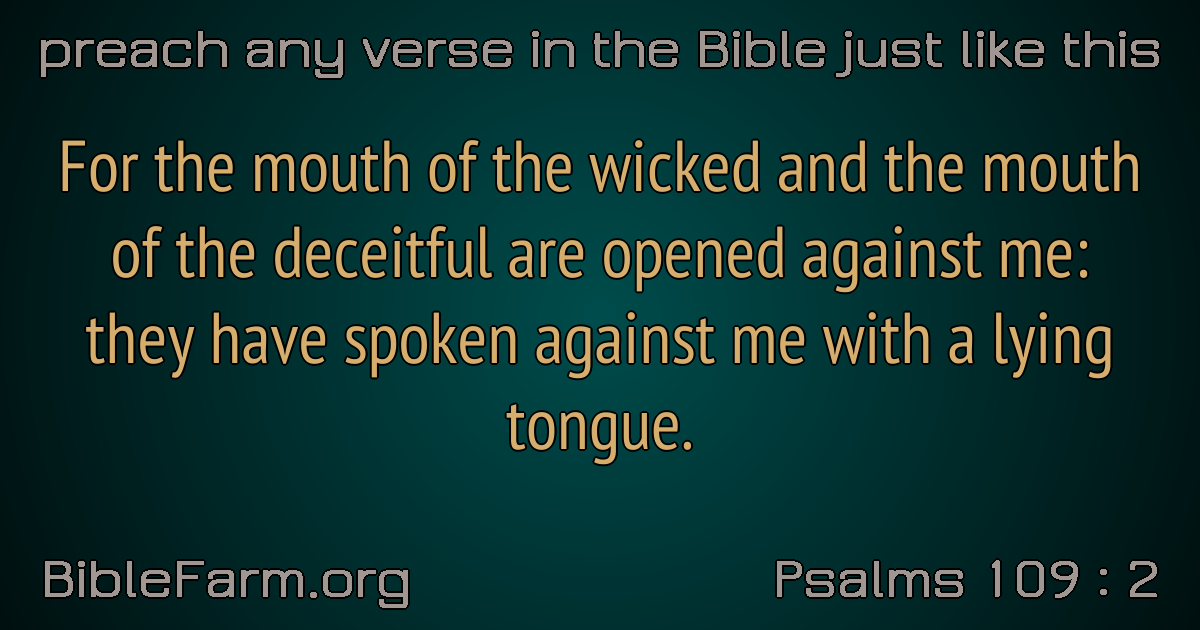 preach any verse in the Bible just like this
For the mouth of the wicked and the mouth
of the deceitful are opened against me:
they have spoken against me with a lying
tongue.
BibleFarm.org
Psalms 109 : 2